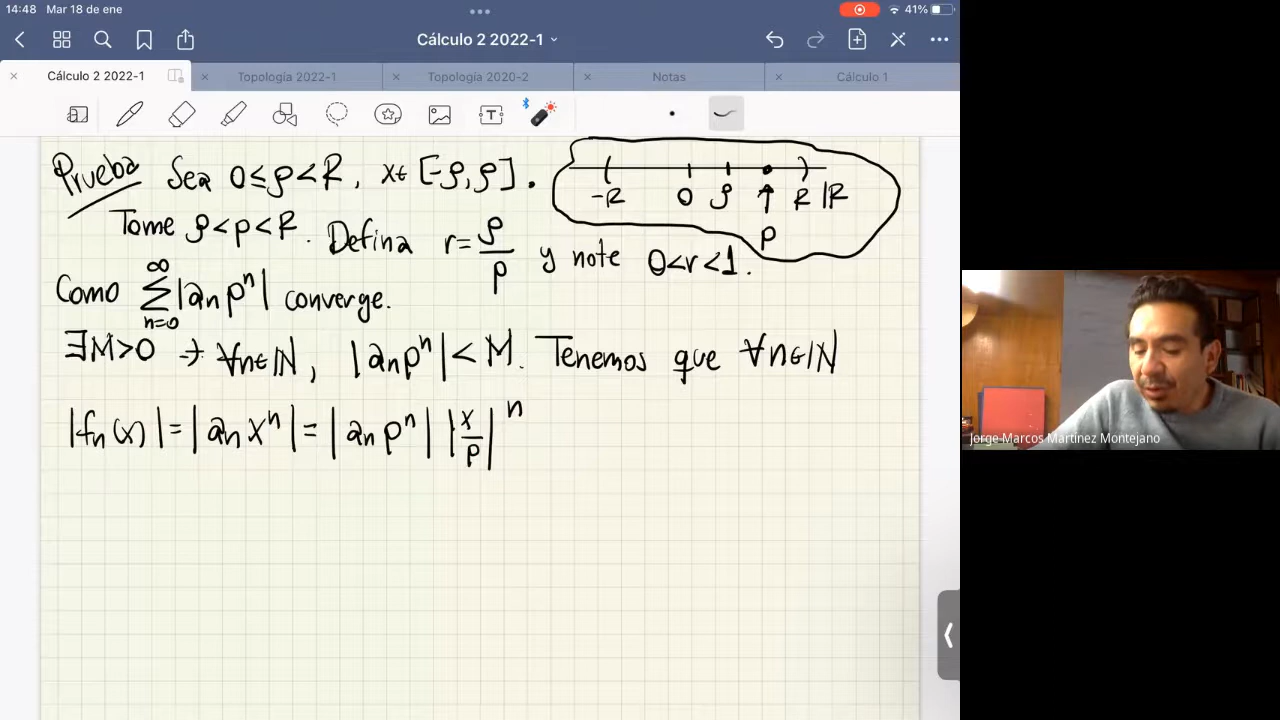 14:48 Mar 18 de ene
41%
Cálculo 2 2022-1
Cálculo 2 2022-1
Topología 2022-1
Topología 2020-2
Notas
Cálculo 1
T
Prueba Sea 0≤ρ<R, x∈[-ρ,ρ].
-R 0 ρ ↑ R ℝ
p
Tome ρ<p<R. Defina r=ρ/p y note 0<r<1.
Como ∑_{n=0}^{∞} |a_n p^n| converge.
∃M>0 ∍ ∀n∈ℕ, |a_n p^n| < M. Tenemos que ∀n∈ℕ
|f_n(x)| = |a_n x^n| = |a_n p^n| |x/p|^n
Jorge Marcos Martinez Montejano